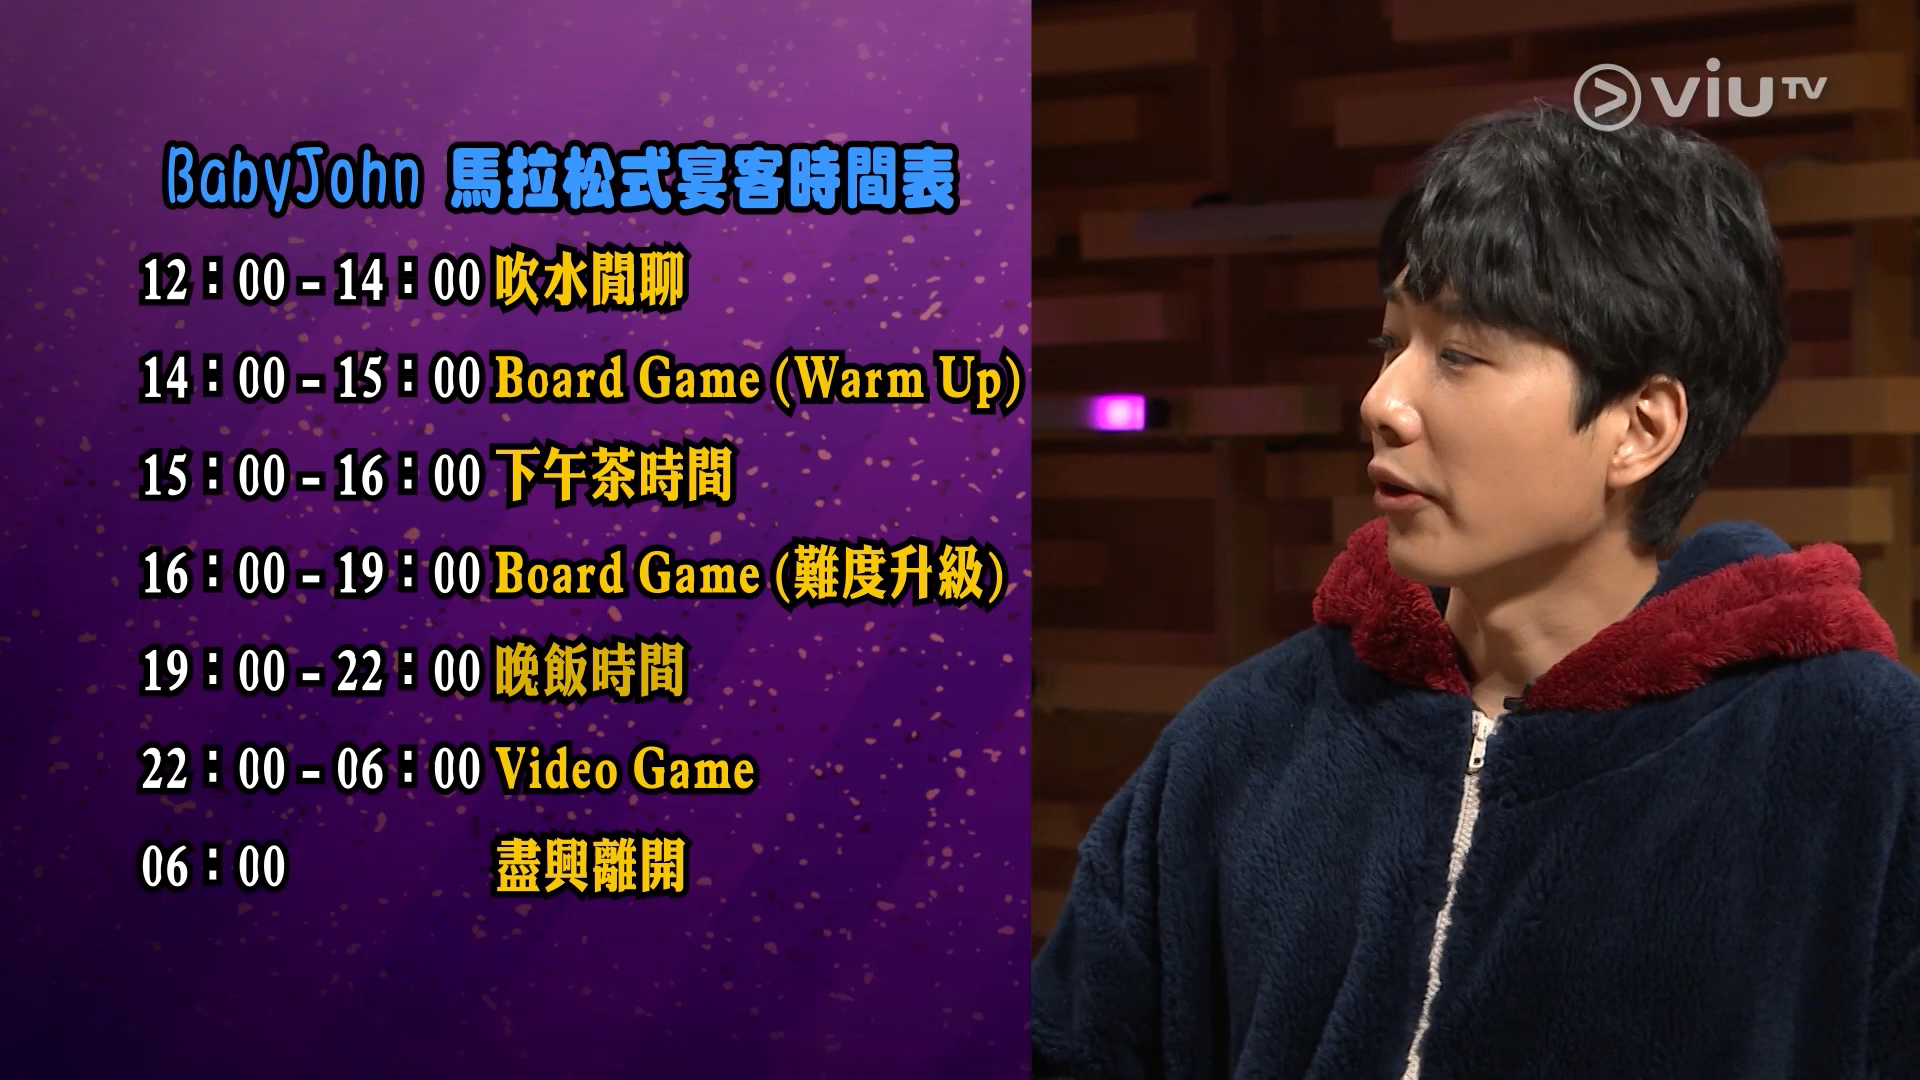 viuTV
BabyJohn 馬拉松式宴客時間表
12：00 – 14：00 吹水閒聊
14：00 – 15：00 Board Game (Warm Up)
15：00 – 16：00 下午茶時間
16：00 – 19：00 Board Game (難度升級)
19：00 – 22：00 晚飯時間
22：00 – 06：00 Video Game
06：00 盡興離開